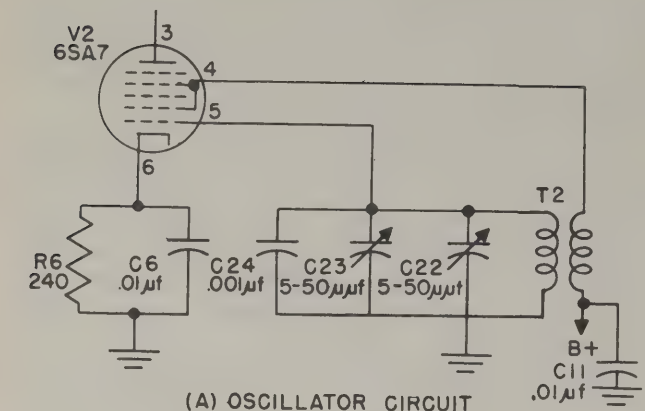 V2
6SA7
3
4
5
6
T2
R6
240
C6
.01μf
C24
.001μf
C23
5-50μμf
C22
5-50μμf
B+
C11
.01μf
(A) OSCILLATOR CIRCUIT